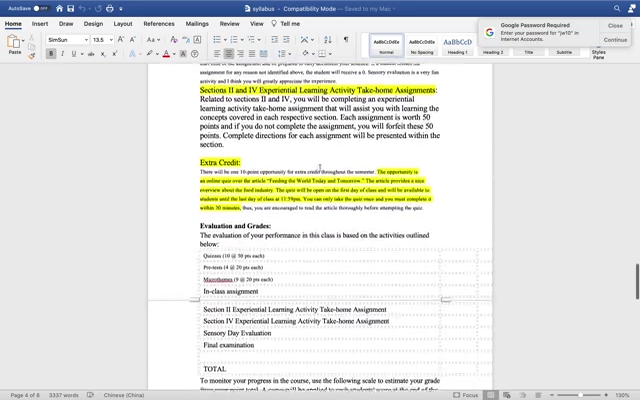 AutoSave OFF syllabus - Compatibility Mode — Saved to my Mac
Home Insert Draw Design Layout References Mailings Review View Tell me
Google Password Required
Enter your password for "jw10" in
Internet Accounts.
Close
Continue
SimSun 13.5
AaBbCcDdEe AaBbCcDdEe AaBbCcD
Normal No Spacing Heading 1 Heading 2 Title Subtitle Styles
Pane
assignment for any reason not identified above, the student will receive a 0. Sensory evaluation is a very fun
activity and I think you will greatly appreciate the experience.
Sections II and IV Experiential Learning Activity Take-home Assignments:
Related to sections II and IV, you will be completing an experiential
learning activity take-home assignment that will assist you with learning the
concepts covered in each respective section. Each assignment is worth 50
points and if you do not complete the assignment, you will forfeit these 50
points. Complete directions for each assignment will be presented within the
section.
Extra Credit:
There will be one 10-point opportunity for extra credit throughout the semester. The opportunity is
an online quiz over the article "Feeding the World Today and Tomorrow." The article provides a nice
overview about the food industry. The quiz will be open on the first day of class and will be available to
students until the last day of class at 11:59pm. You can only take the quiz once and you must complete it
within 30 minutes, thus, you are encouraged to read the article thoroughly before attempting the quiz.
Evaluation and Grades:
The evaluation of your performance in this class is based on the activities outlined
below:
Quizzes (10 @ 50 pts each)
Pre-tests (4 @ 20 pts each)
Microthemes (9 @ 20 pts each)
In-class assignment
Section II Experiential Learning Activity Take-home Assignment
Section IV Experiential Learning Activity Take-home Assignment
Sensory Day Evaluation
Final examination
TOTAL
To monitor your progress in the course, use the following scale to estimate your grade
Page 4 of 8 3337 words Chinese (China) Focus 130%